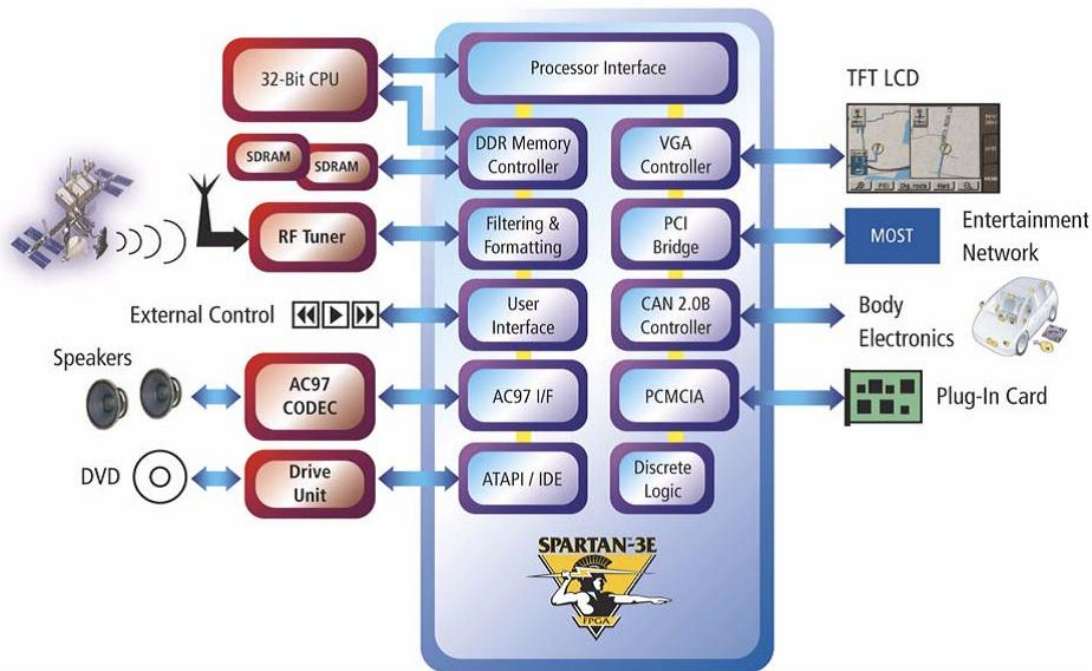 32-Bit CPU
Processor Interface
TFT LCD
SDRAM
SDRAM
DDR Memory
Controller
VGA
Controller
RF Tuner
Filtering &
Formatting
PCI
Bridge
MOST
Entertainment
Network
External Control
User
Interface
CAN 2.0B
Controller
Body
Electronics
Speakers
AC97
CODEC
AC97 I/F
PCMCIA
Plug-In Card
DVD
Drive
Unit
ATAPI / IDE
Discrete
Logic
SPARTAN-3E
FPGA